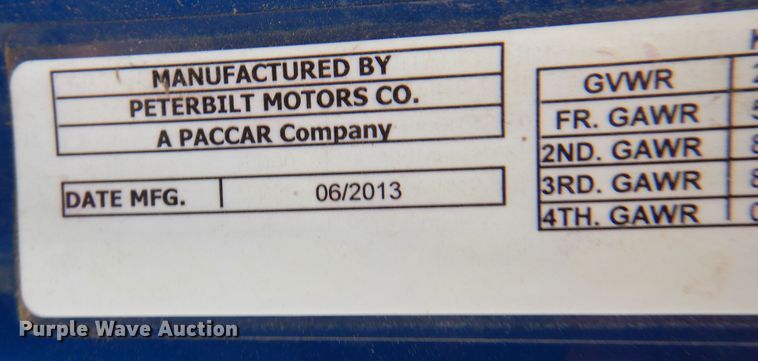 MANUFACTURED BY
PETERBILT MOTORS CO.
A PACCAR Company
DATE MFG. 06/2013
GVWR
FR. GAWR
2ND. GAWR
3RD. GAWR
4TH. GAWR
Purple Wave Auction